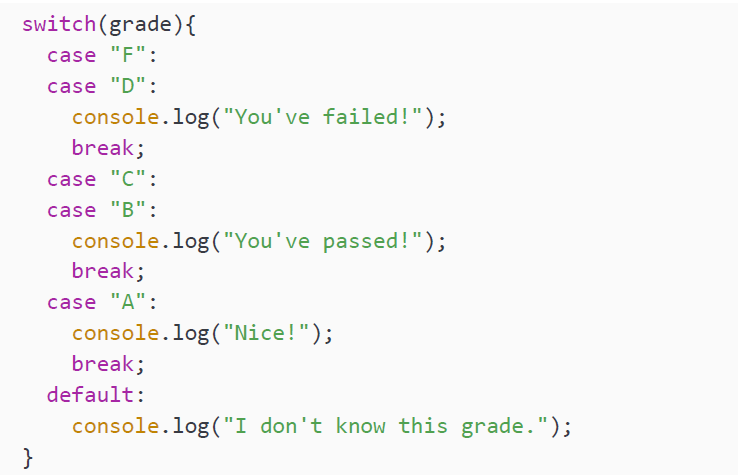 switch(grade){
  case "F":
  case "D":
    console.log("You've failed!");
    break;
  case "C":
  case "B":
    console.log("You've passed!");
    break;
  case "A":
    console.log("Nice!");
    break;
  default:
    console.log("I don't know this grade.");
}